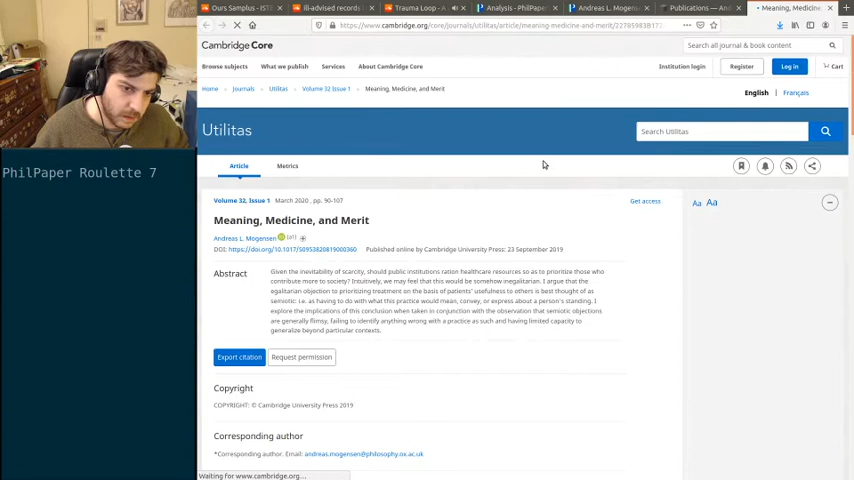 Ours Samplus - IST
ill-advised records
Trauma Loop - A
Analysis - PhilPape
Andreas L. Mogens
Publications — And
Meaning, Medicine,
https://www.cambridge.org/core/journals/utilitas/article/meaning-medicine-and-merit/
Cambridge Core
Search all journal & book content
Browse subjects What we publish Services About Cambridge Core
Institution login Register Log in Cart
Home Journals Utilitas Volume 32 Issue 1 Meaning, Medicine, and Merit
English Français
Utilitas
Search Utilitas
Article Metrics
PhilPaper Roulette 7
Volume 32, Issue 1 March 2020 , pp. 90-107
Get access
Aa Aa
Meaning, Medicine, and Merit
Andreas L. Mogensen [a1]
DOI: https://doi.org/10.1017/S0953820819000360 Published online by Cambridge University Press: 23 September 2019
Abstract
Given the inevitability of scarcity, should public institutions ration healthcare resources so as to prioritize those who
contribute more to society? Intuitively, we may feel that this would be somehow inegalitarian. I argue that the
egalitarian objection to prioritizing treatment on the basis of patients' usefulness to others is best thought of as
semiotic: i.e. as having to do with what this practice would mean, convey, or express about a person's standing. I
explore the implications of this conclusion when taken in conjunction with the observation that semiotic objections
are generally flimsy, failing to identify anything wrong with a practice as such and having limited capacity to
generalize beyond particular contexts.
Export citation Request permission
Copyright
COPYRIGHT: © Cambridge University Press 2019
Corresponding author
*Corresponding author. Email: andreas.mogensen@philosophy.ox.ac.uk
Waiting for www.cambridge.org...